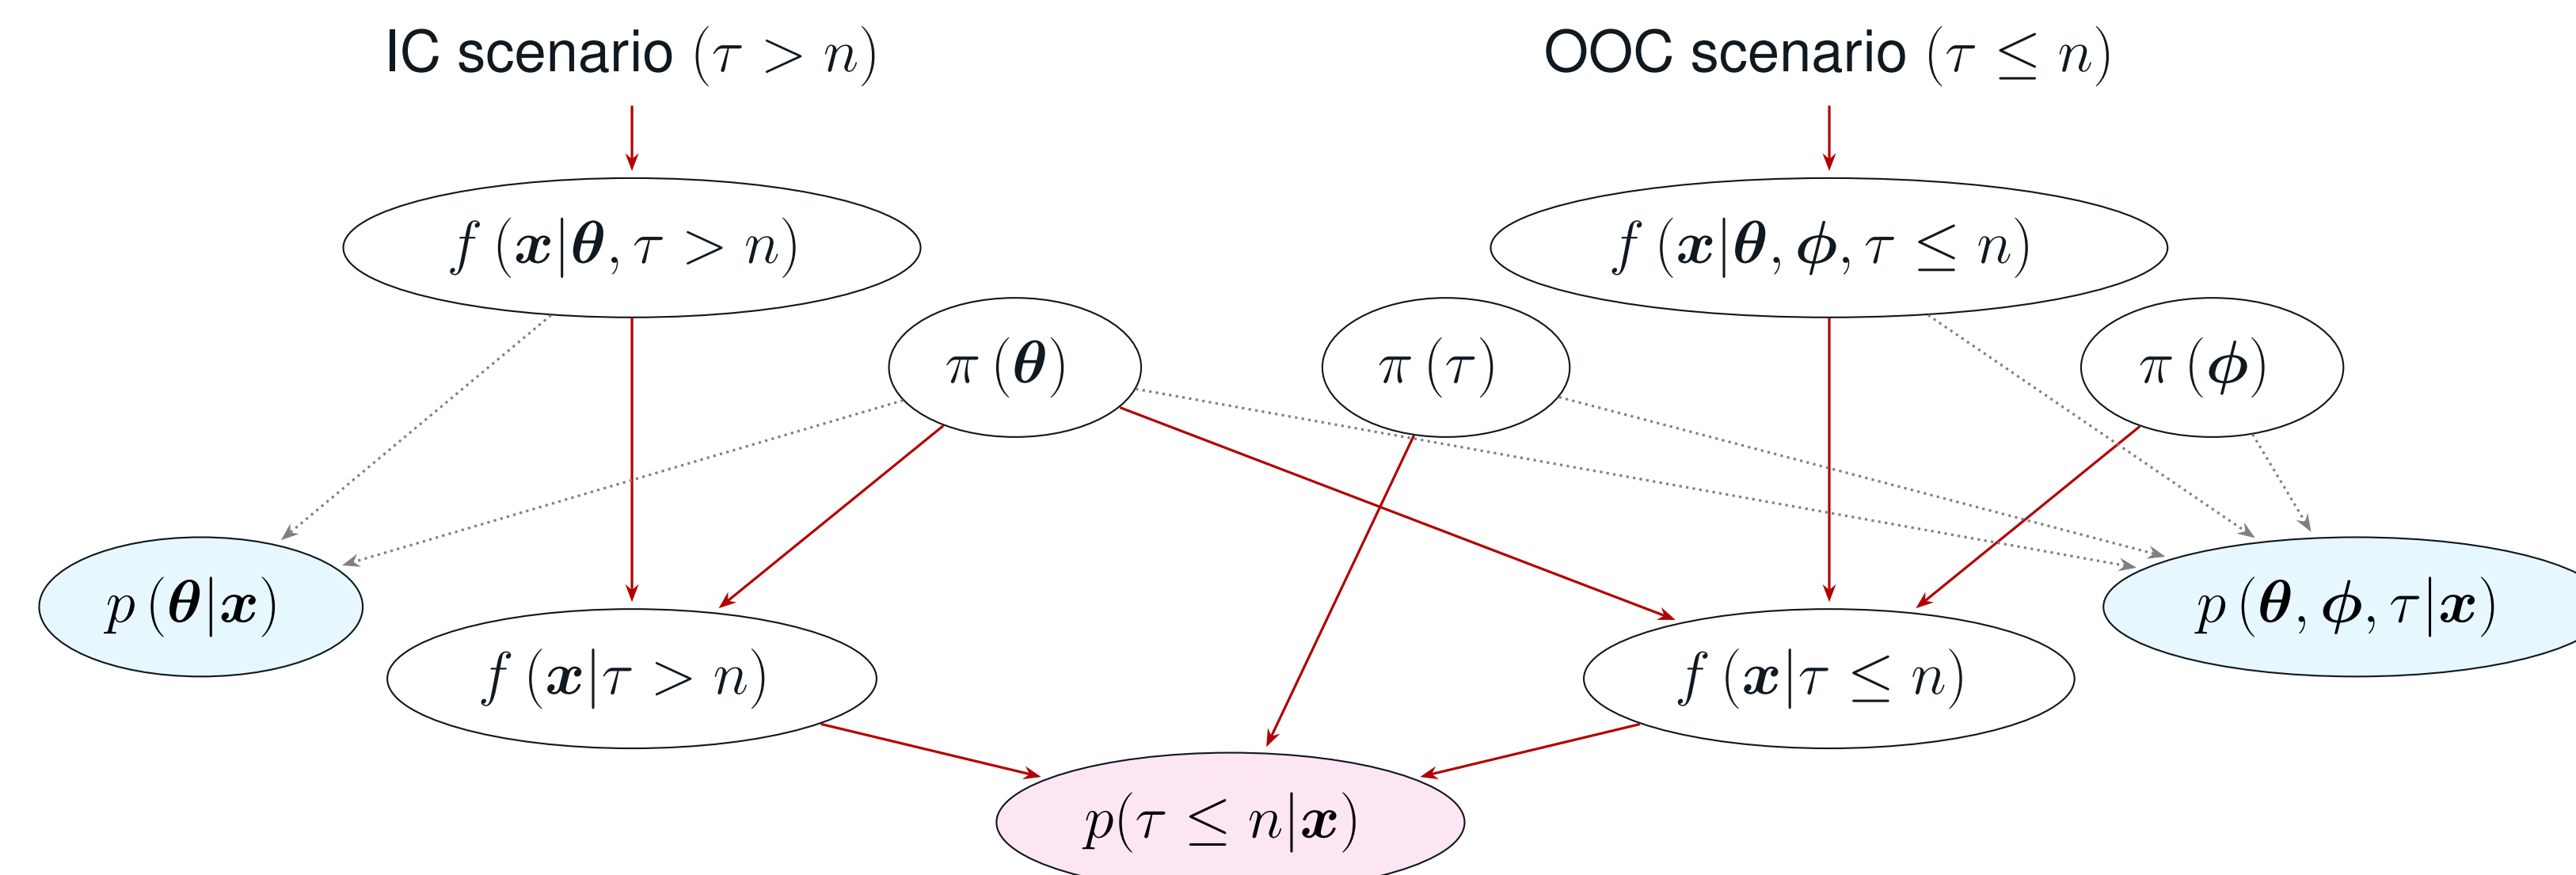 IC scenario (τ > n)
OOC scenario (τ ≤ n)
f (x|θ, τ > n)
f (x|θ, ϕ, τ ≤ n)
π (θ)
π (τ)
π (ϕ)
p (θ|x)
p (θ, ϕ, τ|x)
f (x|τ > n)
f (x|τ ≤ n)
p(τ ≤ n|x)